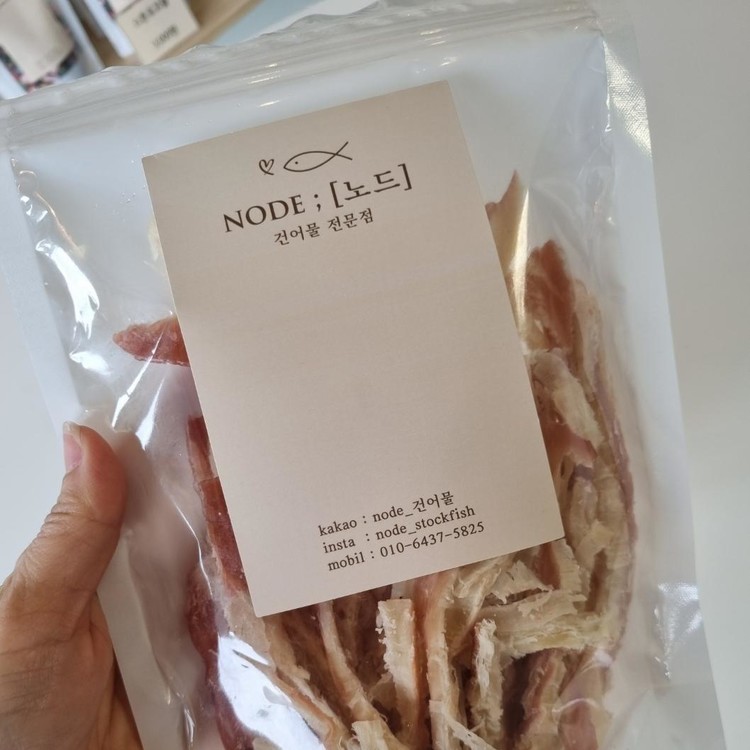 NODE ; [노드]
건어물 전문점
kakao : node_건어물
insta : node_stockfish
mobil : 010-6437-5825